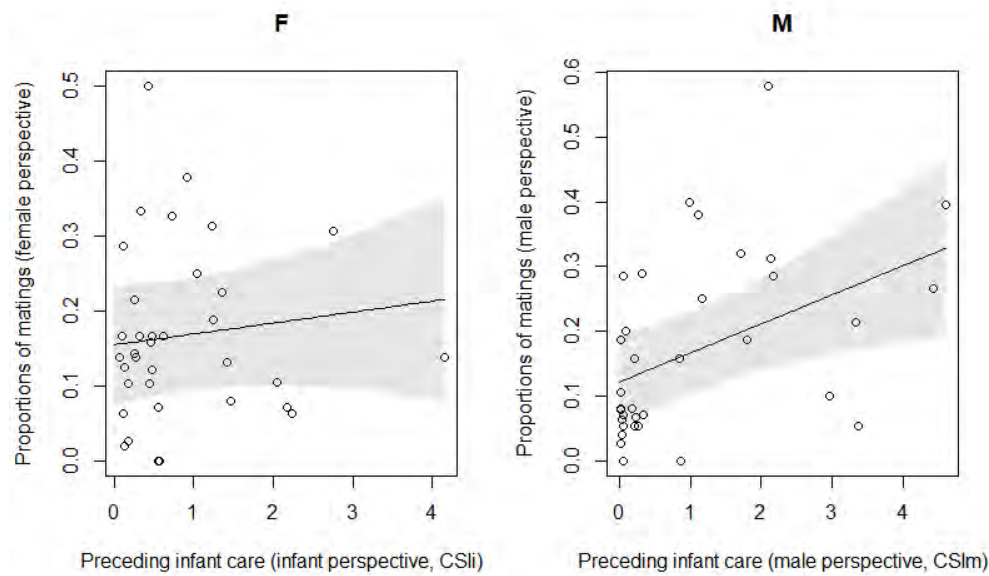 F
Proportions of matings (female perspective)
0.5
0.4
0.3
0.2
0.1
0.0
0 1 2 3 4
Preceding infant care (infant perspective, CSIi)
M
Proportions of matings (male perspective)
0.6
0.5
0.4
0.3
0.2
0.1
0.0
0 1 2 3 4
Preceding infant care (male perspective, CSIm)